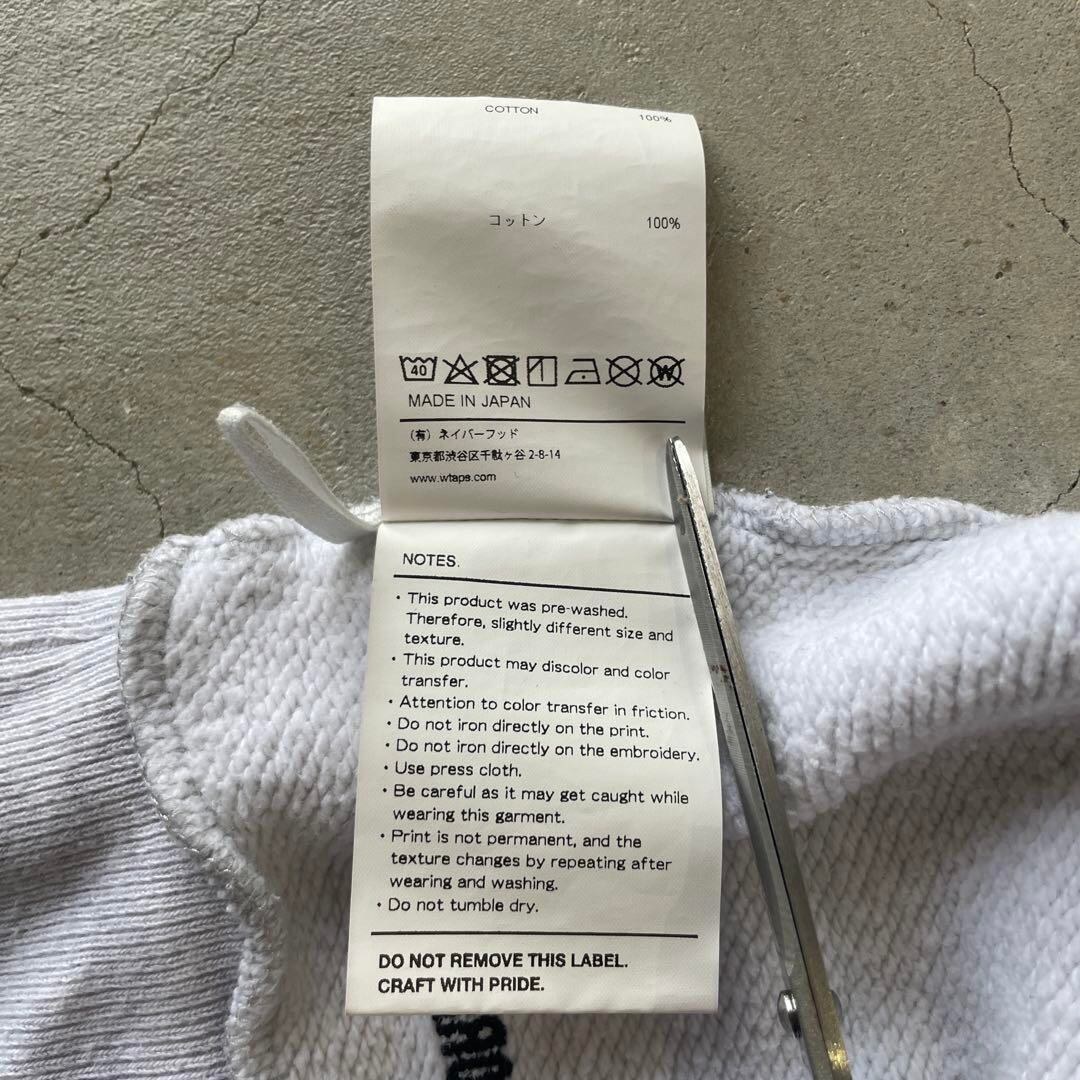 COTTON 100%
コットン 100%
40
W
MADE IN JAPAN
(有) ネイバーフッド
東京都渋谷区千駄ヶ谷 2-8-14
www.wtaps.com
NOTES.
・This product was pre-washed.
Therefore, slightly different size and
texture.
・This product may discolor and color
transfer.
・Attention to color transfer in friction.
・Do not iron directly on the print.
・Do not iron directly on the embroidery.
・Use press cloth.
・Be careful as it may get caught while
wearing this garment.
・Print is not permanent, and the
texture changes by repeating after
wearing and washing.
・Do not tumble dry.
DO NOT REMOVE THIS LABEL.
CRAFT WITH PRIDE.